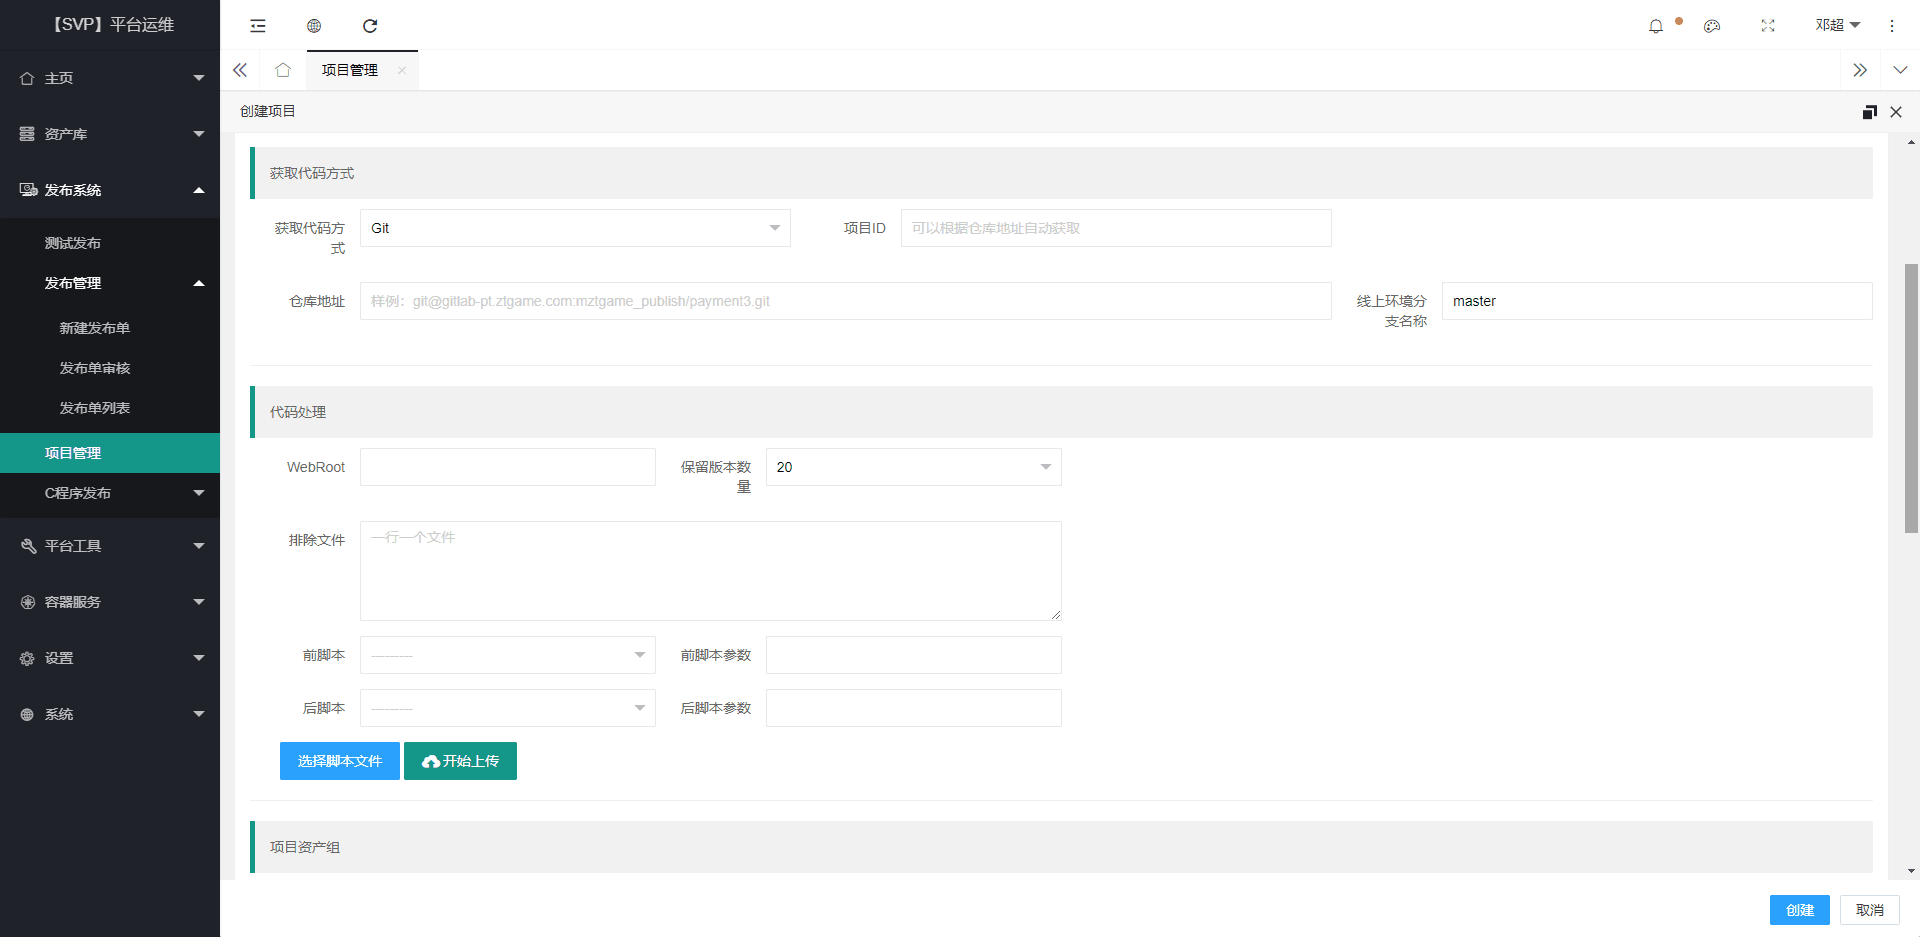 【SVP】平台运维
主页
资产库
发布系统
测试发布
发布管理
新建发布单
发布单审核
发布单列表
项目管理
C程序发布
平台工具
容器服务
设置
系统
邓超
项目管理
创建项目
获取代码方式
获取代码方式
Git
项目ID
可以根据仓库地址自动获取
仓库地址
样例：git@gitlab-pt.ztgame.com:mztgame_publish/payment3.git
线上环境分支名称
master
代码处理
WebRoot
保留版本数量
20
排除文件
一行一个文件
前脚本
---------
前脚本参数
后脚本
---------
后脚本参数
选择脚本文件
开始上传
项目资产组
创建
取消